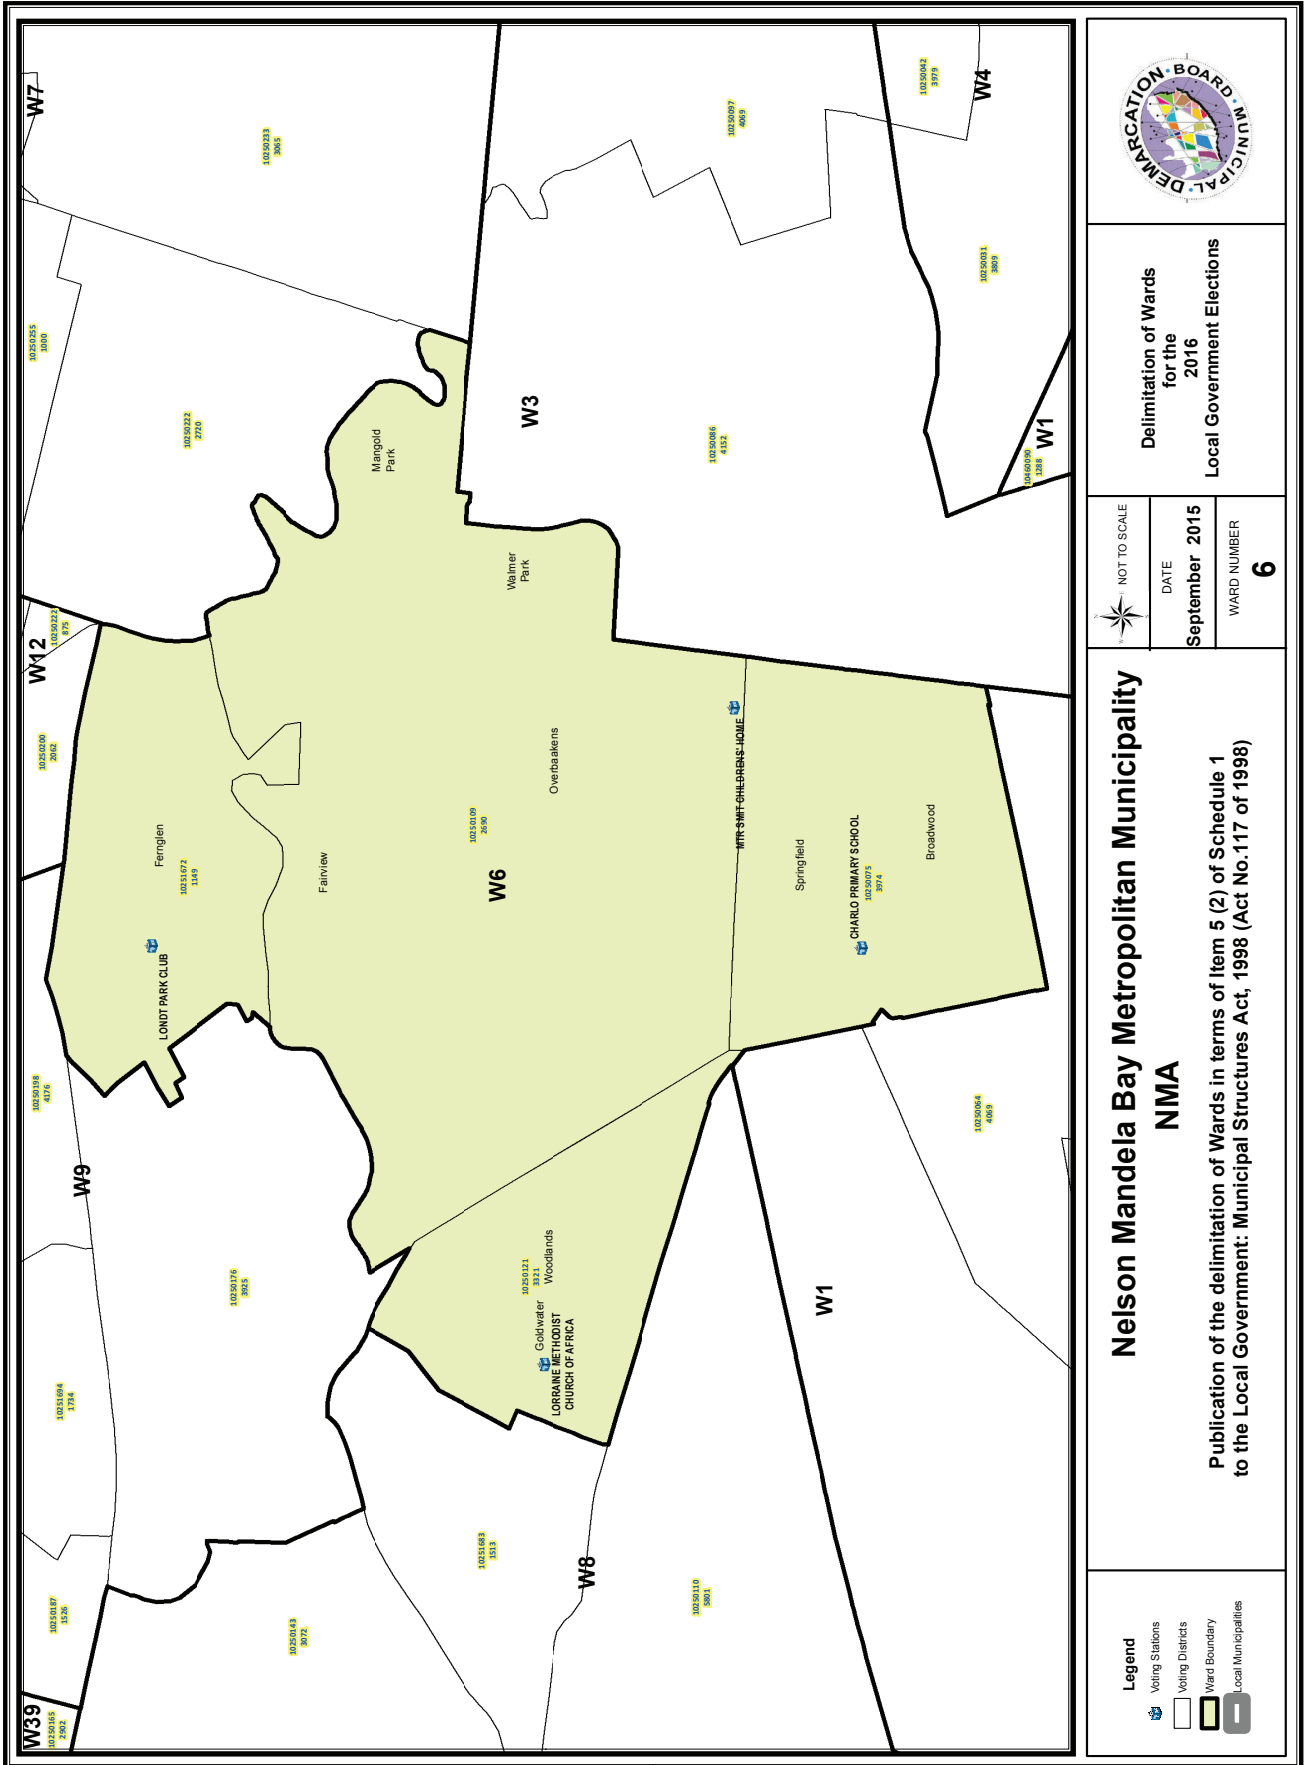 W39
10250165
2902
10250187
1526
10251694
1734
W9
10250198
4176
10250200
2062
W12
10250222
875
10250255
1000
W7
10250233
3065
10250222
2720
10250143
3072
10250176
3925
LONDT PARK CLUB
Fernglen
10251672
1149
Fairview
Mangold
Park
W6
10250109
2690
Overbaakens
Walmer
Park
W3
10250097
4069
10250086
4152
10250042
3979
W4
10250031
3809
W1
10460090
1288
10251683
1513
W8
10250110
5801
10250121
3321
Goldwater
Woodlands
LORRAINE METHODIST
CHURCH OF AFRICA
MTR SMIT CHILDRENS' HOME
Springfield
CHARLO PRIMARY SCHOOL
10250075
3974
Broadwood
W1
10250064
4069
Legend
Voting Stations
Voting Districts
Ward Boundary
Local Municipalities
Nelson Mandela Bay Metropolitan Municipality
NMA
Publication of the delimitation of Wards in terms of Item 5 (2) of Schedule 1
to the Local Government: Municipal Structures Act, 1998 (Act No.117 of 1998)
N
W
E
S
NOT TO SCALE
DATE
September 2015
WARD NUMBER
6
Delimitation of Wards
for the
2016
Local Government Elections
MUNICIPAL • DEMARCATION • BOARD •